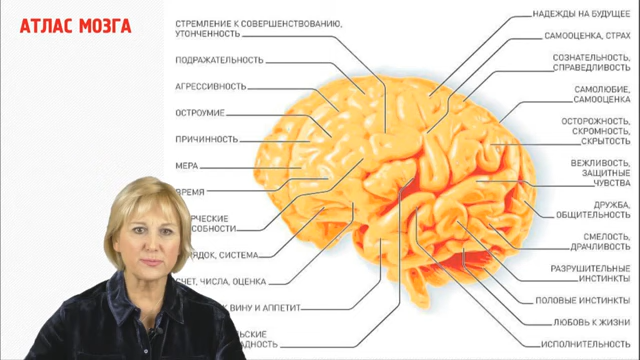 АТЛАС МОЗГА
СТРЕМЛЕНИЕ К СОВЕРШЕНСТВОВАНИЮ,
УТОНЧЕННОСТЬ
ПОДРАЖАТЕЛЬНОСТЬ
АГРЕССИВНОСТЬ
ОСТРОУМИЕ
ПРИЧИННОСТЬ
МЕРА
ВРЕМЯ
РЧЕСКИЕ
СОБНОСТИ
ЯДОК, СИСТЕМА
СЧЕТ, ЧИСЛА, ОЦЕНКА
К ВИНУ И АППЕТИТ
ЛЬСКИЕ
АДНОСТЬ
НАДЕЖДЫ НА БУДУЩЕЕ
САМООЦЕНКА, СТРАХ
СОЗНАТЕЛЬНОСТЬ,
СПРАВЕДЛИВОСТЬ
САМОЛЮБИЕ,
САМООЦЕНКА
ОСТОРОЖНОСТЬ,
СКРОМНОСТЬ,
СКРЫТОСТЬ
ВЕЖЛИВОСТЬ,
ЗАЩИТНЫЕ
ЧУВСТВА
ДРУЖБА,
ОБЩИТЕЛЬНОСТЬ
СМЕЛОСТЬ,
ДРАЧЛИВОСТЬ
РАЗРУШИТЕЛЬНЫЕ
ИНСТИНКТЫ
ПОЛОВЫЕ ИНСТИНКТЫ
ЛЮБОВЬ К ЖИЗНИ
ИСПОЛНИТЕЛЬНОСТЬ